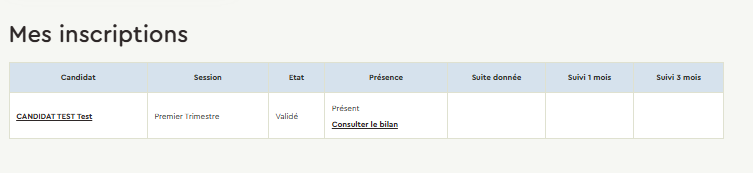 Mes inscriptions
Candidat Session Etat Présence Suite donnée Suivi 1 mois Suivi 3 mois
CANDIDAT TEST Test Premier Trimestre Validé Présent
Consulter le bilan